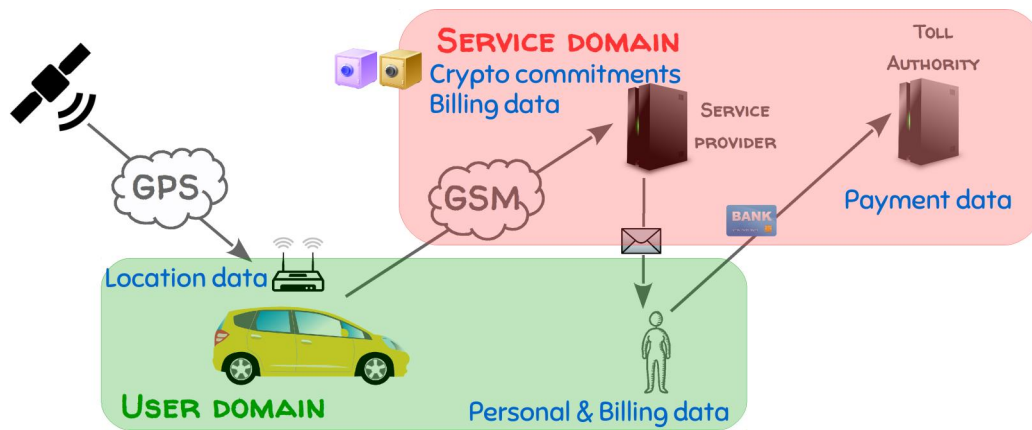 SERVICE DOMAIN
Crypto commitments
Billing data
SERVICE
PROVIDER
TOLL
AUTHORITY
Payment data
GPS
GSM
BANK
Location data
USER DOMAIN
Personal & Billing data